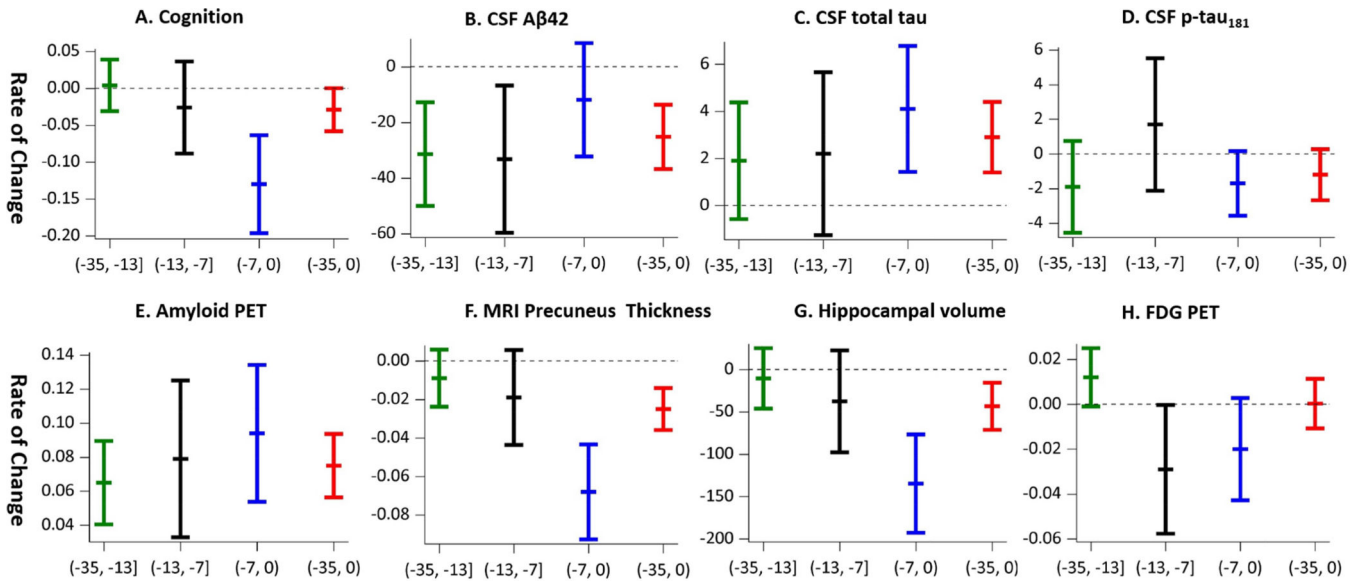 A. Cognition
B. CSF Aβ42
C. CSF total tau
D. CSF p-tau₁₈₁
Rate of Change
0.05
0.00
-0.05
-0.10
-0.15
-0.20
(-35, -13] (-13, -7] (-7, 0) (-35, 0)
0
-20
-40
-60
(-35, -13] (-13, -7] (-7, 0) (-35, 0)
6
4
2
0
(-35, -13] (-13, -7] (-7, 0) (-35, 0)
6
4
2
0
-2
-4
(-35, -13] (-13, -7] (-7, 0) (-35, 0)
E. Amyloid PET
F. MRI Precuneus Thickness
G. Hippocampal volume
H. FDG PET
Rate of Change
0.14
0.12
0.10
0.08
0.06
0.04
(-35, -13] (-13, -7] (-7, 0) (-35, 0)
0.00
-0.02
-0.04
-0.06
-0.08
(-35, -13] (-13, -7] (-7, 0) (-35, 0)
0
-50
-100
-150
-200
(-35, -13] (-13, -7] (-7, 0) (-35, 0)
0.02
0.00
-0.02
-0.04
-0.06
(-35, -13] (-13, -7] (-7, 0) (-35, 0)